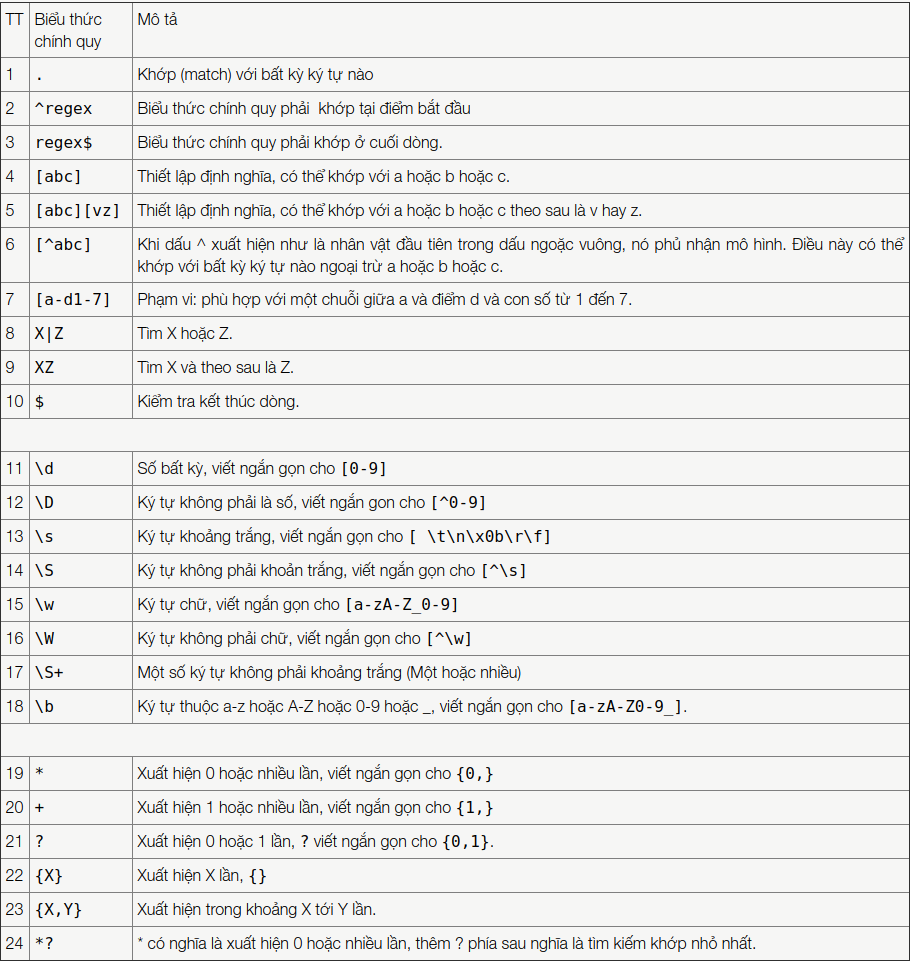 TT Biểu thức Mô tả
chính quy
1 . Khớp (match) với bất kỳ ký tự nào
2 ^regex Biểu thức chính quy phải khớp tại điểm bắt đầu
3 regex$ Biểu thức chính quy phải khớp ở cuối dòng.
4 [abc] Thiết lập định nghĩa, có thể khớp với a hoặc b hoặc c.
5 [abc][vz] Thiết lập định nghĩa, có thể khớp với a hoặc b hoặc c theo sau là v hay z.
6 [^abc] Khi dấu ^ xuất hiện như là nhân vật đầu tiên trong dấu ngoặc vuông, nó phủ nhận mô hình. Điều này có thể
khớp với bất kỳ ký tự nào ngoại trừ a hoặc b hoặc c.
7 [a-d1-7] Phạm vi: phù hợp với một chuỗi giữa a và điểm d và con số từ 1 đến 7.
8 X|Z Tìm X hoặc Z.
9 XZ Tìm X và theo sau là Z.
10 $ Kiểm tra kết thúc dòng.
11 \d Số bất kỳ, viết ngắn gọn cho [0-9]
12 \D Ký tự không phải là số, viết ngắn gon cho [^0-9]
13 \s Ký tự khoảng trắng, viết ngắn gọn cho [ \t\n\x0b\r\f]
14 \S Ký tự không phải khoản trắng, viết ngắn gọn cho [^\s]
15 \w Ký tự chữ, viết ngắn gọn cho [a-zA-Z_0-9]
16 \W Ký tự không phải chữ, viết ngắn gọn cho [^\w]
17 \S+ Một số ký tự không phải khoảng trắng (Một hoặc nhiều)
18 \b Ký tự thuộc a-z hoặc A-Z hoặc 0-9 hoặc _, viết ngắn gọn cho [a-zA-Z0-9_].
19 * Xuất hiện 0 hoặc nhiều lần, viết ngắn gọn cho {0,}
20 + Xuất hiện 1 hoặc nhiều lần, viết ngắn gọn cho {1,}
21 ? Xuất hiện 0 hoặc 1 lần, ? viết ngắn gọn cho {0,1}.
22 {X} Xuất hiện X lần, {}
23 {X,Y} Xuất hiện trong khoảng X tới Y lần.
24 *? * có nghĩa là xuất hiện 0 hoặc nhiều lần, thêm ? phía sau nghĩa là tìm kiếm khớp nhỏ nhất.